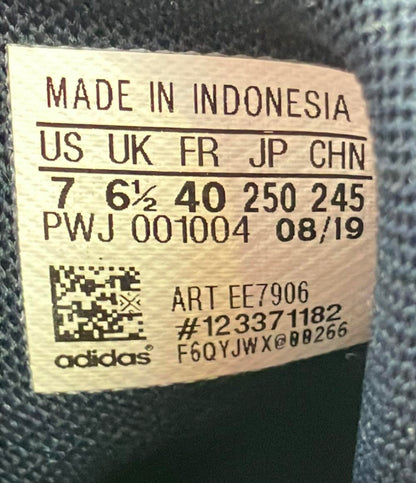 MADE IN INDONESIA
US UK FR JP CHN
7 6½ 40 250 245
PWJ 001004 08/19
ART EE7906
#123371182
adidas® F6QYJWX@00266